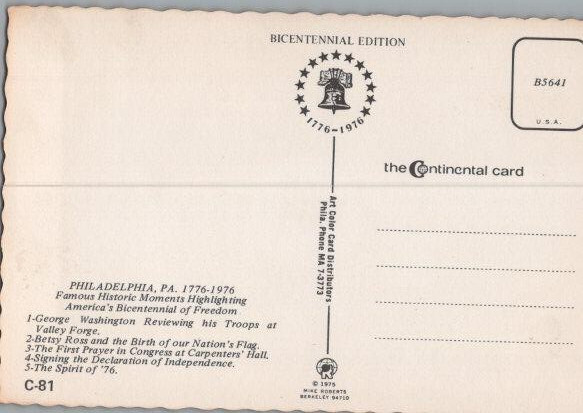 BICENTENNIAL EDITION
1776-1976
B5641
U.S.A.
the Continental card
Art Color Card Distributors
Phila. Phone MA 7-3773
PHILADELPHIA, PA. 1776-1976
Famous Historic Moments Highlighting
America's Bicentennial of Freedom
1-George Washington Reviewing his Troops at
Valley Forge.
2-Betsy Ross and the Birth of our Nation's Flag.
3-The First Prayer in Congress at Carpenters' Hall.
4-Signing the Declaration of Independence.
5-The Spirit of '76.
C-81
© 1975
MIKE ROBERTS
BERKELEY 94710